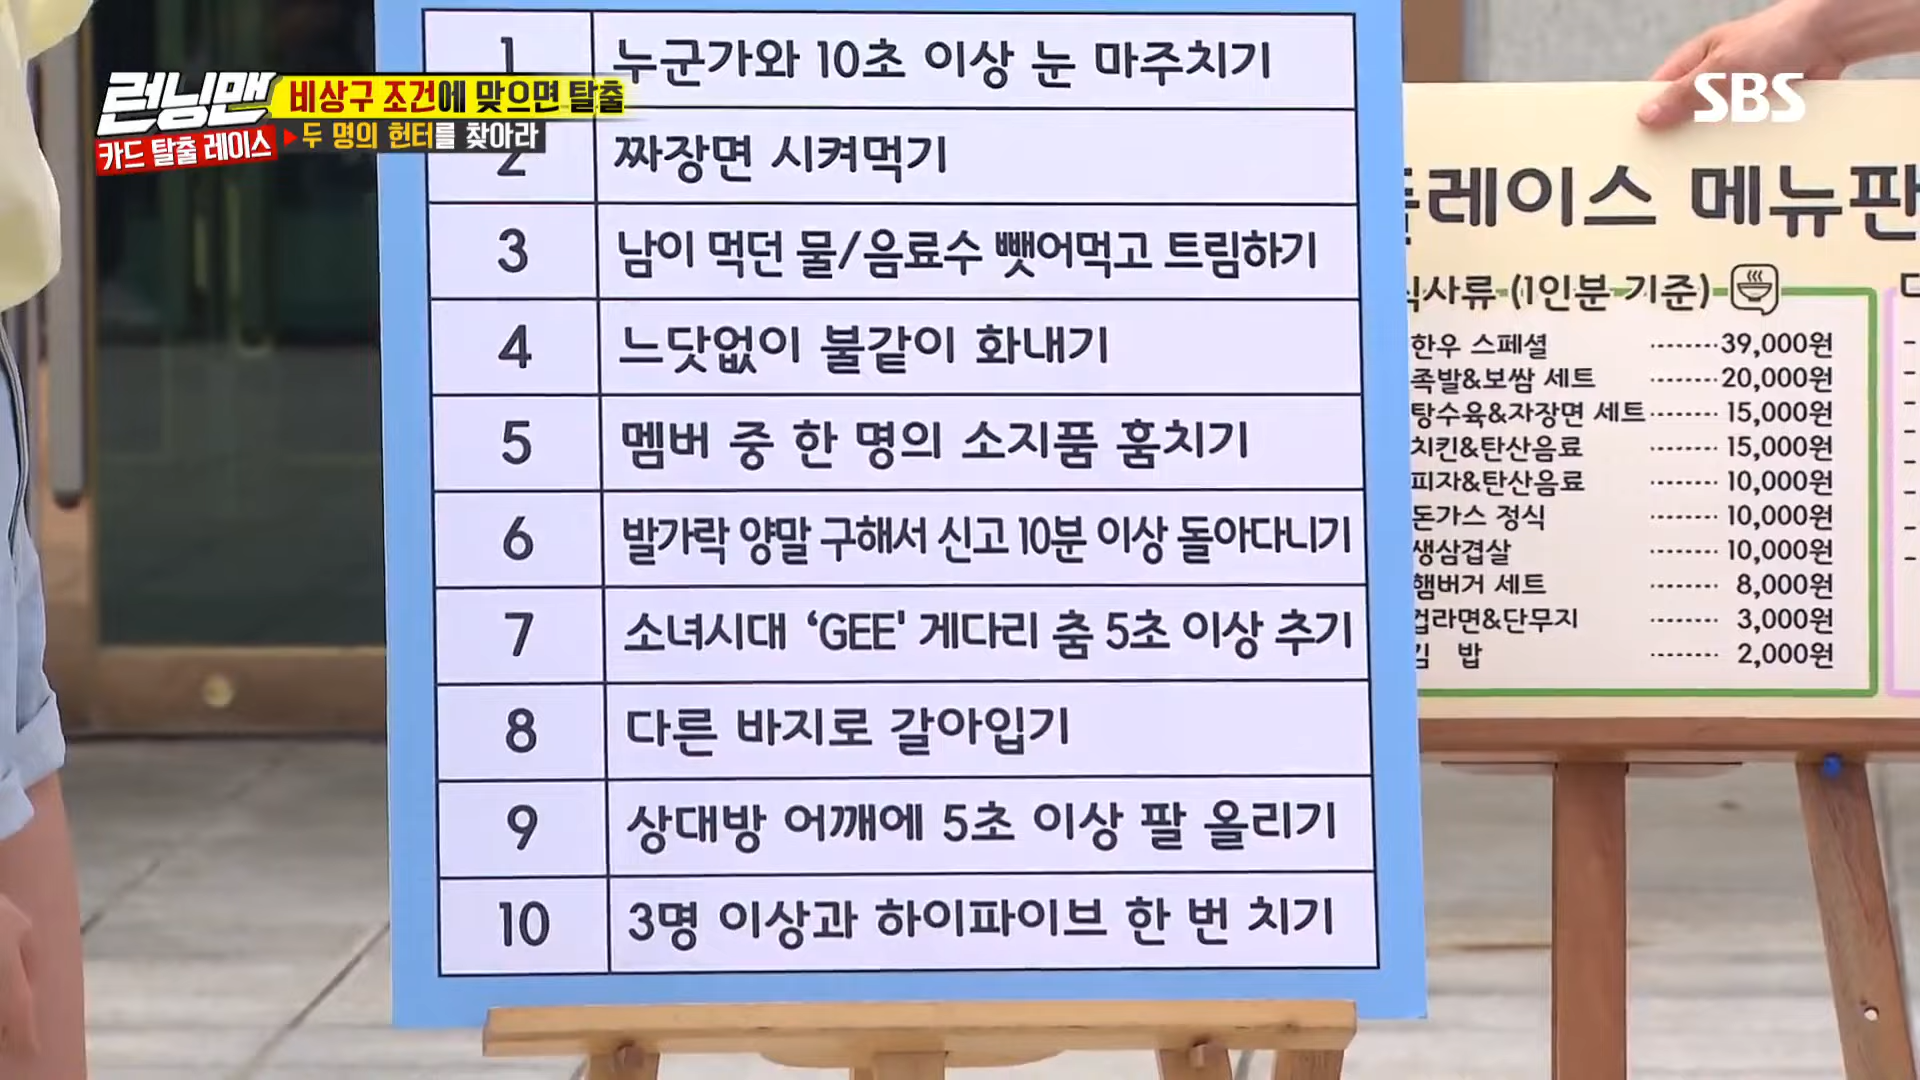 런닝맨
카드 탈출 레이스
비상구 조건에 맞으면 탈출
두 명의 헌터를 찾아라
SBS
1 누군가와 10초 이상 눈 마주치기
2 짜장면 시켜먹기
3 남이 먹던 물/음료수 뺏어먹고 트림하기
4 느닷없이 불같이 화내기
5 멤버 중 한 명의 소지품 훔치기
6 발가락 양말 구해서 신고 10분 이상 돌아다니기
7 소녀시대 ‘GEE' 게다리 춤 5초 이상 추기
8 다른 바지로 갈아입기
9 상대방 어깨에 5초 이상 팔 올리기
10 3명 이상과 하이파이브 한 번 치기
레이스 메뉴판
식사류 (1인분 기준)
한우 스페셜 ······· 39,000원
족발&보쌈 세트 ······· 20,000원
탕수육&자장면 세트 ······· 15,000원
치킨&탄산음료 ······· 15,000원
피자&탄산음료 ······· 10,000원
돈가스 정식 ······· 10,000원
생삼겹살 ······· 10,000원
햄버거 세트 ······· 8,000원
컵라면&단무지 ······· 3,000원
김 밥 ······· 2,000원